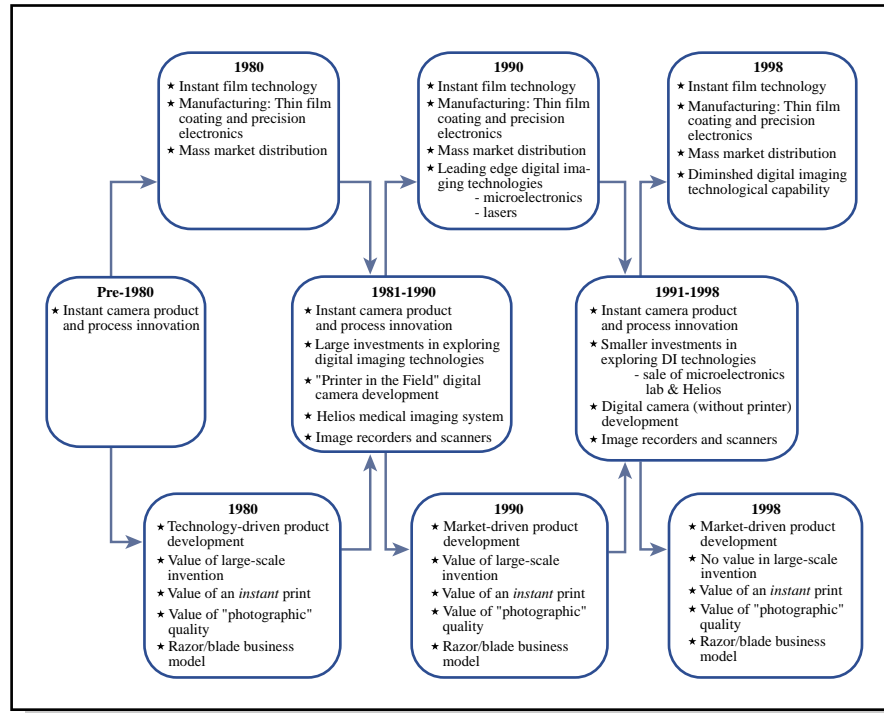 1980
★ Instant film technology
★ Manufacturing: Thin film
coating and precision
electronics
★ Mass market distribution
1990
★ Instant film technology
★ Manufacturing: Thin film
coating and precision
electronics
★ Mass market distribution
★ Leading edge digital ima-
ging technologies
- microelectronics
- lasers
1998
★ Instant film technology
★ Manufacturing: Thin film
coating and precision
electronics
★ Mass market distribution
★ Diminshed digital imaging
technological capability
Pre-1980
★ Instant camera product
and process innovation
1981-1990
★ Instant camera product
and process innovation
★ Large investments in exploring
digital imaging technologies
★ "Printer in the Field" digital
camera development
★ Helios medical imaging system
★ Image recorders and scanners
1991-1998
★ Instant camera product
and process innovation
★ Smaller investments in
exploring DI technologies
- sale of microelectronics
lab & Helios
★ Digital camera (without printer)
development
★ Image recorders and scanners
1980
★ Technology-driven product
development
★ Value of large-scale
invention
★ Value of an instant print
★ Value of "photographic"
quality
★ Razor/blade business
model
1990
★ Market-driven product
development
★ Value of large-scale
invention
★ Value of an instant print
★ Value of "photographic"
quality
★ Razor/blade business
model
1998
★ Market-driven product
development
★ No value in large-scale
invention
★ Value of an instant print
★ Value of "photographic"
quality
★ Razor/blade business
model